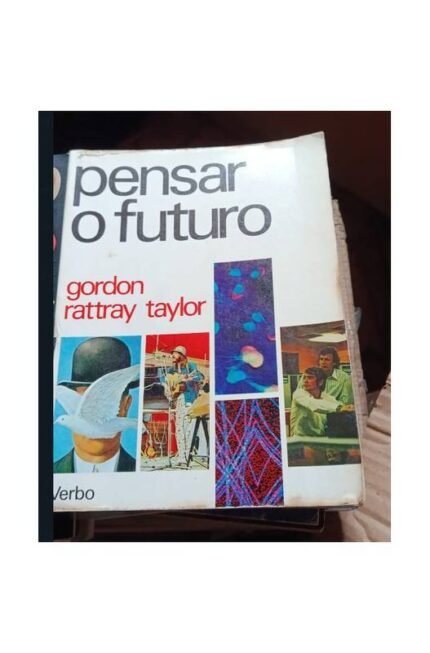 pensar
o futuro
gordon
rattray taylor
Verbo